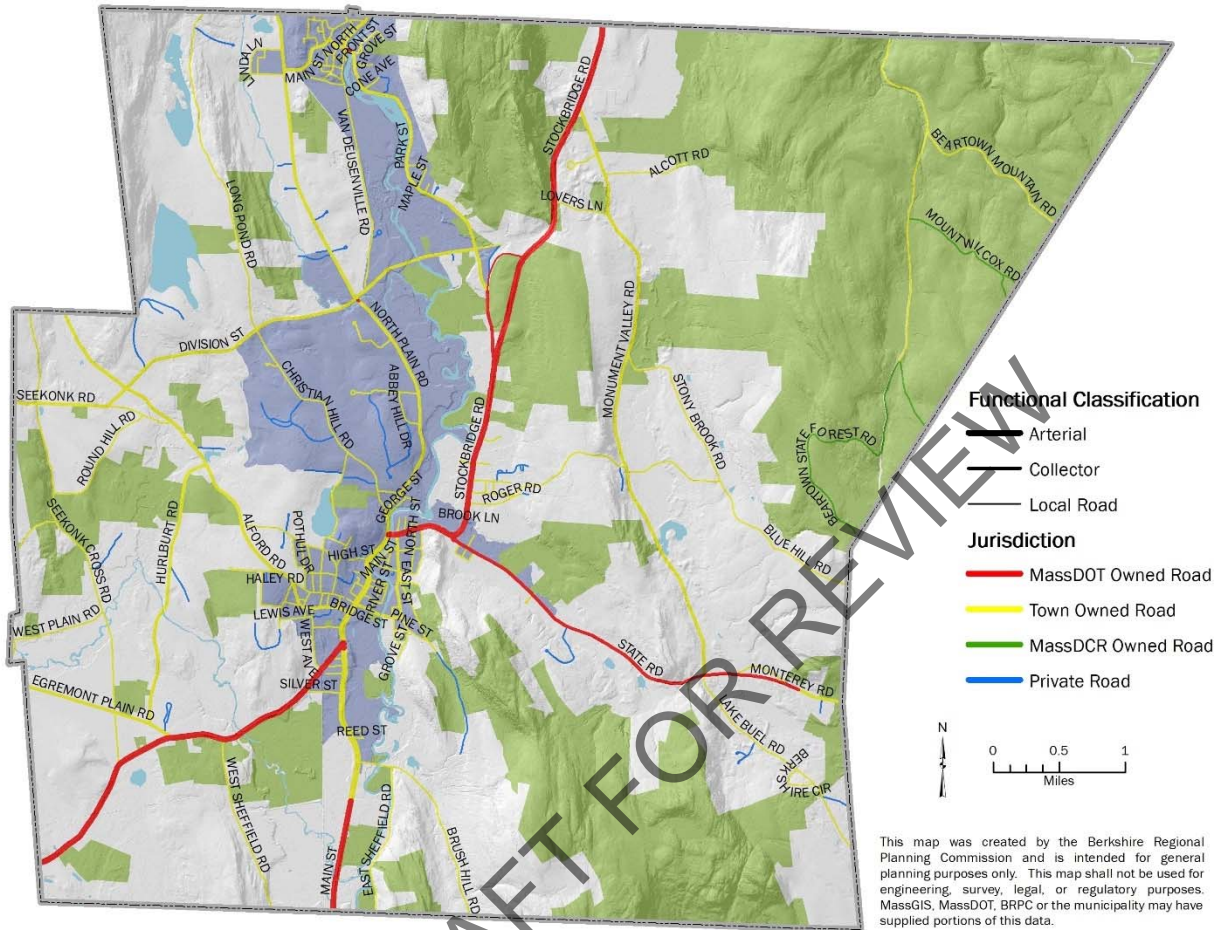 LINDA LN
MAIN ST NORTH
FRONT ST
GROVE ST
CONE AVE
VAN DEUSENVILLE RD
PARK ST
MAPLE ST
STOCKBRIDGE RD
ALCOTT RD
LOVERS LN
BEARTOWN MOUNTAIN RD
MOUNT WILCOX RD
LONG POND RD
DIVISION ST
NORTH PLAIN RD
MONUMENT VALLEY RD
CHRISTIAN HILL RD
ABBEY HILL DR
STONY BROOK RD
SEEKONK RD
ROUND HILL RD
STOCKBRIDGE RD
BEARTOWN STATE FOREST RD
SEEKONK CROSS RD
HURLBURT RD
ALFORD RD
POTHUL DR
GEORGE ST
ROGER RD
BROOK LN
HIGH ST
MAIN ST
RIVER ST
EAST ST
NORTH ST
HALEY RD
LEWIS AVE
BRIDGE ST
PINE ST
BLUE HILL RD
WEST PLAIN RD
WEST AVE
GROVE ST
STATE RD
MONTEREY RD
SILVER ST
EGREMONT PLAIN RD
REED ST
LAKE BUEL RD
BERKSHIRE CIR
WEST SHEFFIELD RD
MAIN ST
EAST SHEFFIELD RD
BRUSH HILL RD
DRAFT FOR REVIEW
Functional Classification
Arterial
Collector
Local Road
Jurisdiction
MassDOT Owned Road
Town Owned Road
MassDCR Owned Road
Private Road
N
0 0.5 1
Miles
This map was created by the Berkshire Regional
Planning Commission and is intended for general
planning purposes only. This map shall not be used for
engineering, survey, legal, or regulatory purposes.
MassGIS, MassDOT, BRPC or the municipality may have
supplied portions of this data.